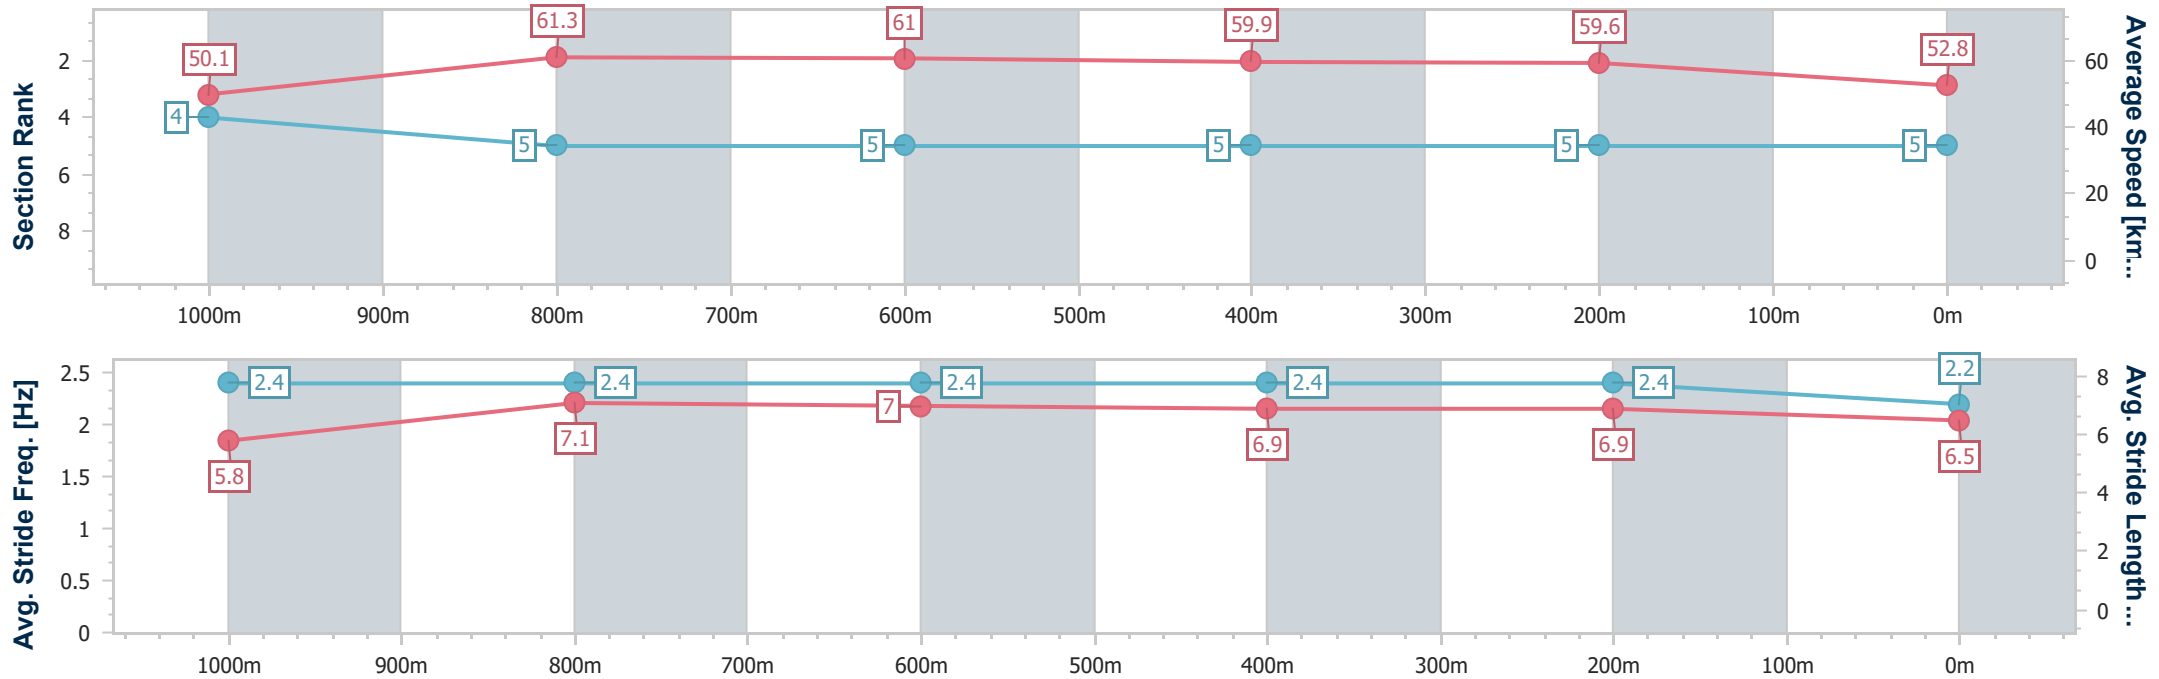 Section Rank
2
4
6
8
50.1
61.3
61
59.9
59.6
52.8
4
5
5
5
5
5
60
40
20
0
Average Speed [km...
1000m
900m
800m
700m
600m
500m
400m
300m
200m
100m
0m
Avg. Stride Freq. [Hz]
2.5
2
1.5
1
0.5
0
2.4
2.4
2.4
2.4
2.4
2.2
5.8
7.1
7
6.9
6.9
6.5
8
6
4
2
0
Avg. Stride Length ...
1000m
900m
800m
700m
600m
500m
400m
300m
200m
100m
0m